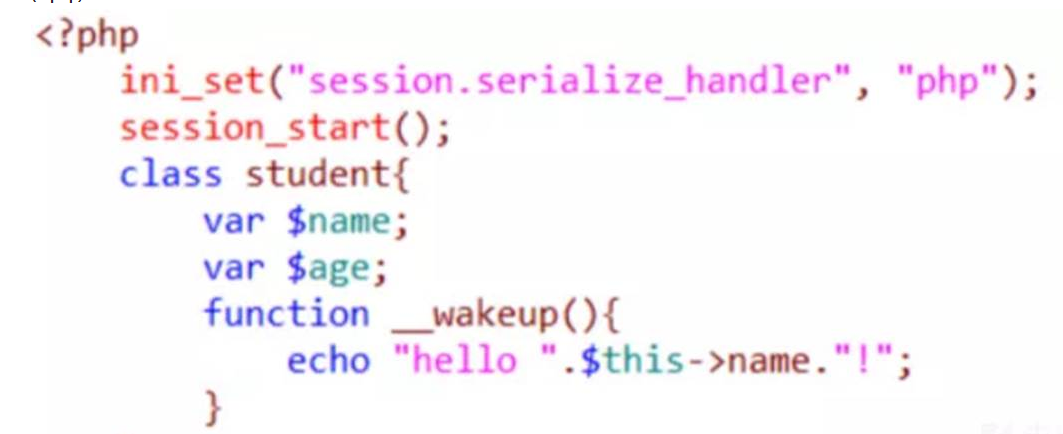 <?php
ini_set("session.serialize_handler", "php");
session_start();
class student{
var $name;
var $age;
function __wakeup(){
echo "hello ".$this->name."!";
}